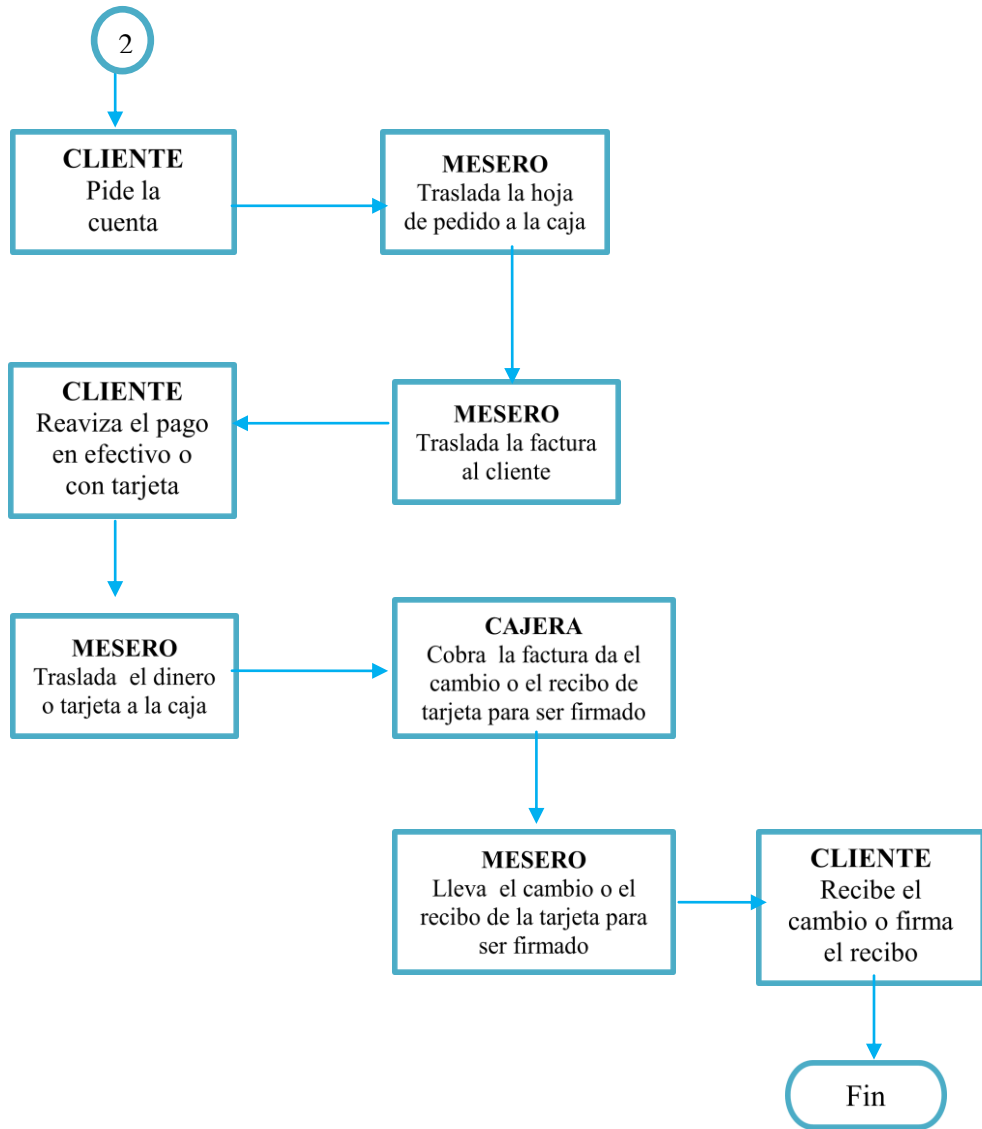 2
CLIENTE
Pide la
cuenta
MESERO
Traslada la hoja
de pedido a la caja
MESERO
Traslada la factura
al cliente
CLIENTE
Reaviza el pago
en efectivo o
con tarjeta
MESERO
Traslada el dinero
o tarjeta a la caja
CAJERA
Cobra la factura da el
cambio o el recibo de
tarjeta para ser firmado
MESERO
Lleva el cambio o el
recibo de la tarjeta para
ser firmado
CLIENTE
Recibe el
cambio o firma
el recibo
Fin